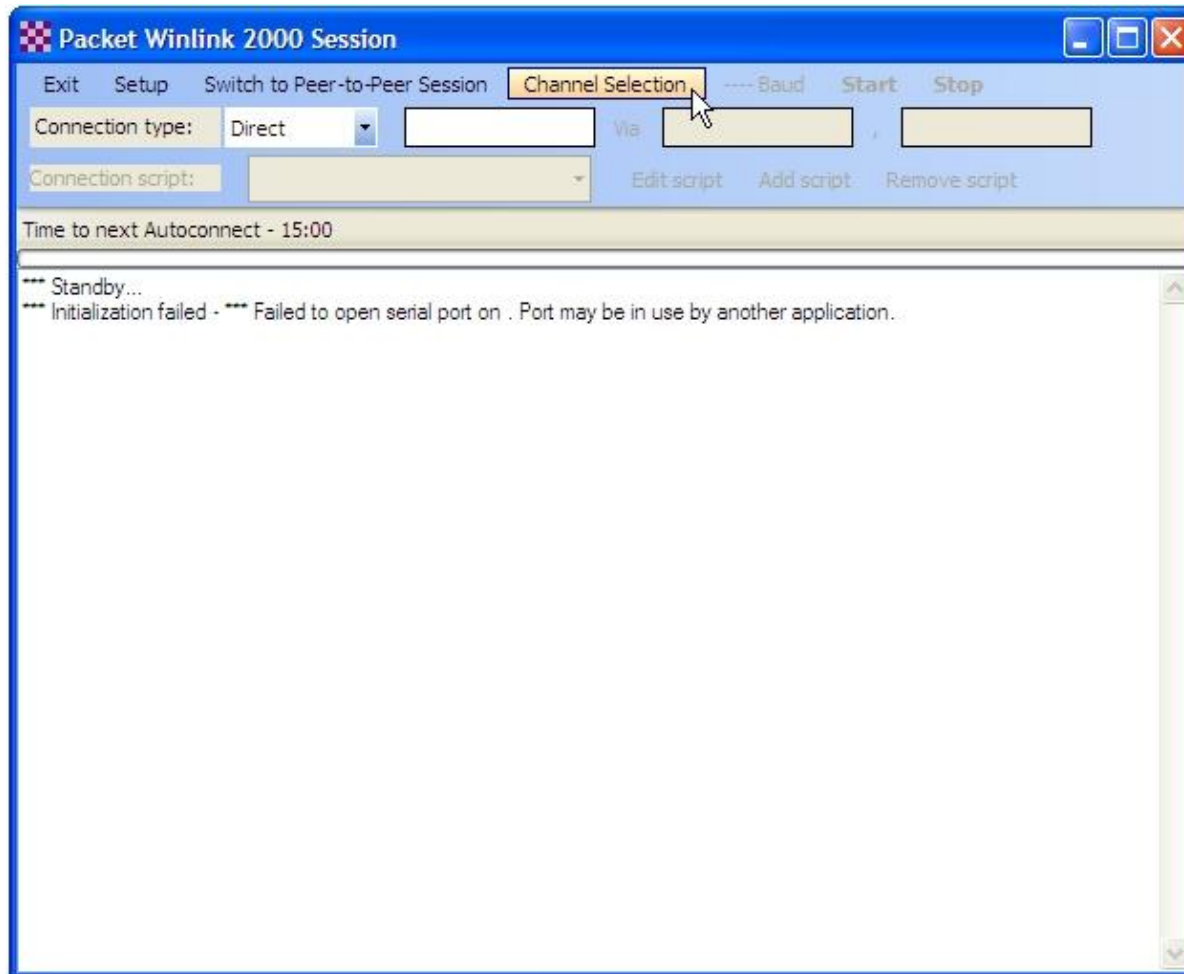 Packet Winlink 2000 Session
Exit Setup Switch to Peer-to-Peer Session Channel Selection ---- Baud Start Stop
Connection type: Direct Via ,
Connection script: Edit script Add script Remove script
Time to next Autoconnect - 15:00
*** Standby...
*** Initialization failed - *** Failed to open serial port on . Port may be in use by another application.